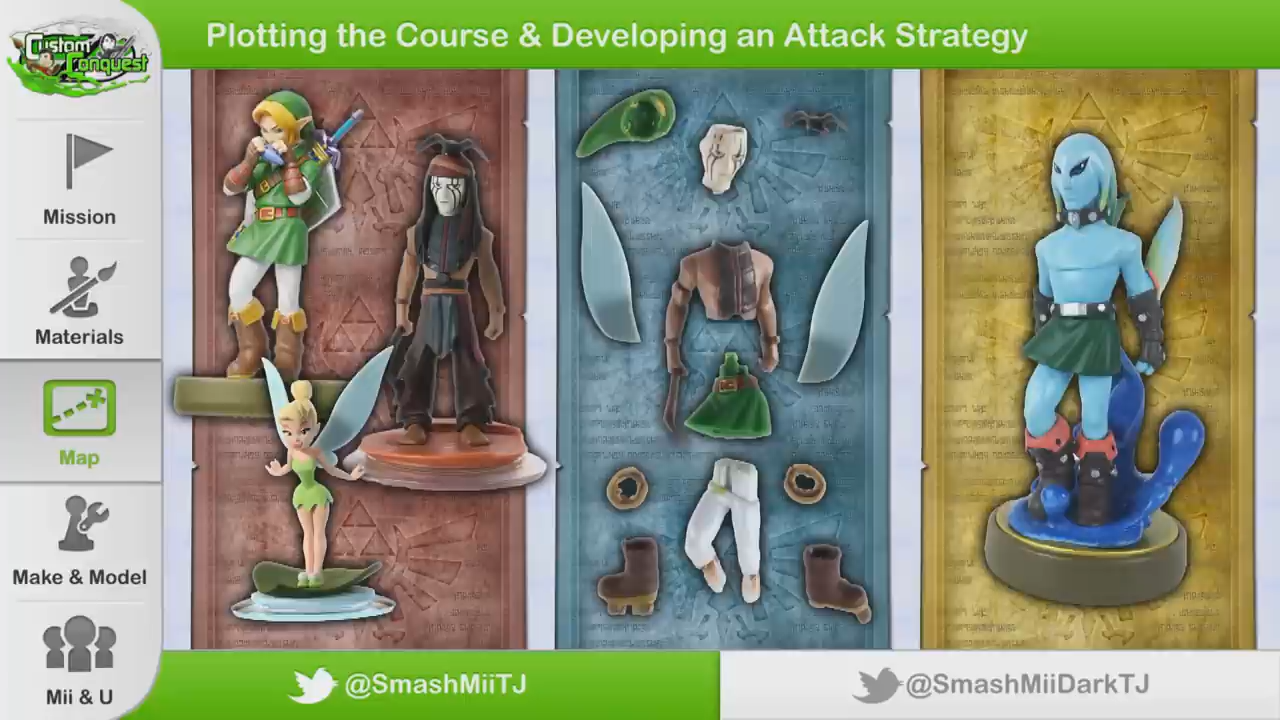 Custom
Conquest
Plotting the Course & Developing an Attack Strategy
Mission
Materials
Map
Make & Model
Mii & U
@SmashMiiTJ
@SmashMiiDarkTJ